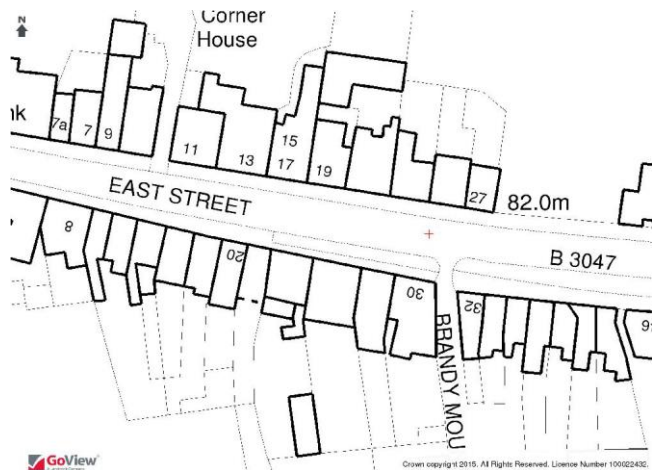 N
Corner
House
nk
7a
7
9
11
13
15
17
19
27
82.0m
EAST STREET
B 3047
8
20
30
32
BRANDY MOU
GoView
Crown copyright 2015. All Rights Reserved. Licence Number 100022432.